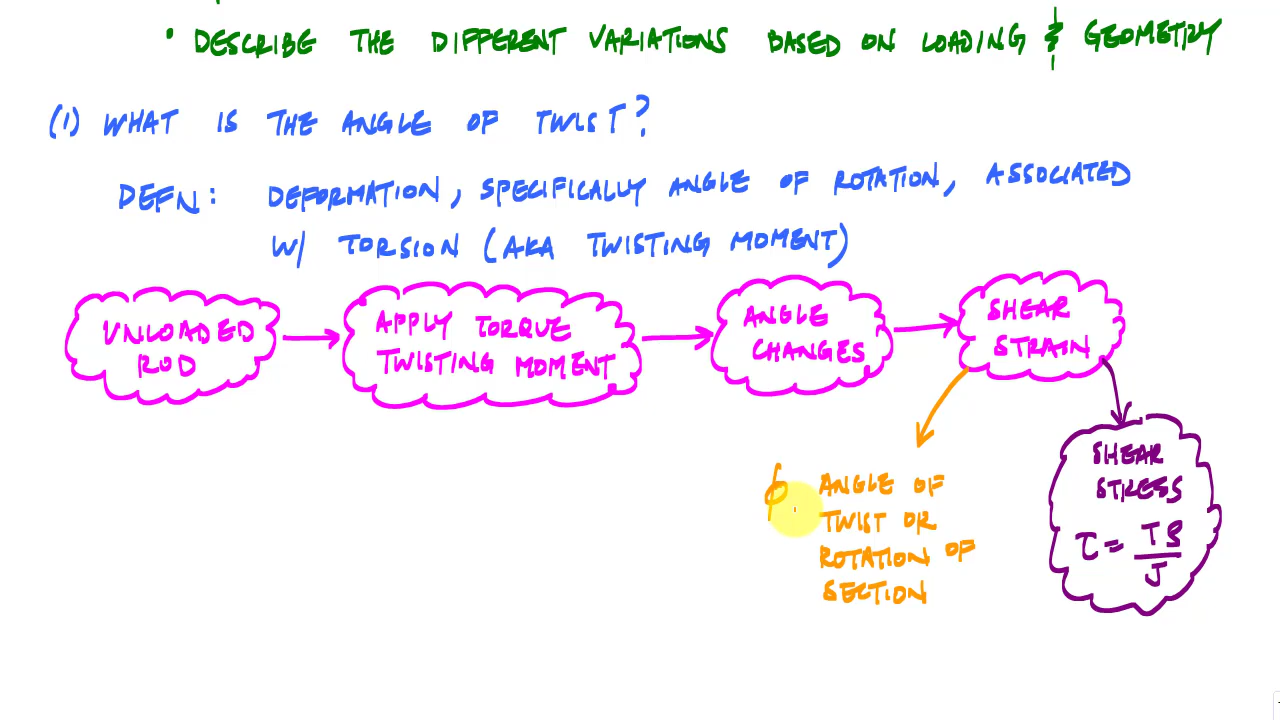 • DESCRIBE THE DIFFERENT VARIATIONS BASED ON LOADING & GEOMETRY
(1) WHAT IS THE ANGLE OF TWIST?
DEFN: DEFORMATION, SPECIFICALLY ANGLE OF ROTATION, ASSOCIATED
W/ TORSION (AKA TWISTING MOMENT)
UNLOADED
ROD
APPLY TORQUE
TWISTING MOMENT
ANGLE
CHANGES
SHEAR
STRAIN
ϕ ANGLE OF
TWIST OR
ROTATION OF
SECTION
SHEAR
STRESS
τ = Tρ/J